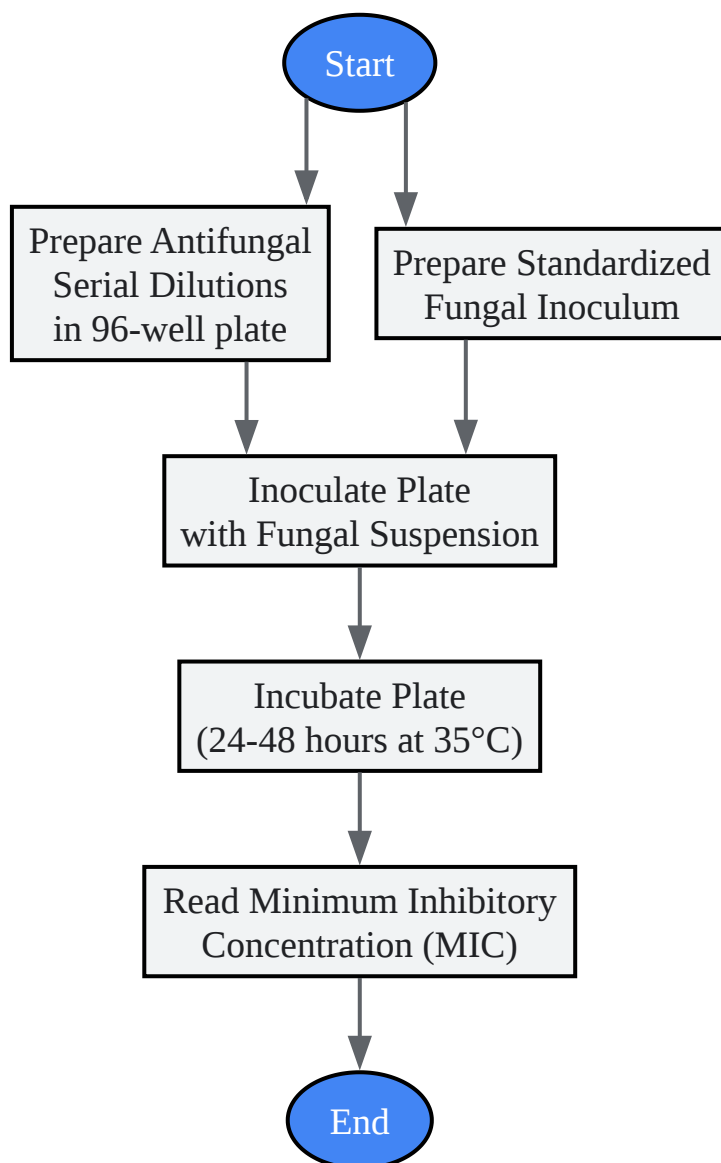 Start
Prepare Antifungal
Serial Dilutions
in 96-well plate
Prepare Standardized
Fungal Inoculum
Inoculate Plate
with Fungal Suspension
Incubate Plate
(24-48 hours at 35°C)
Read Minimum Inhibitory
Concentration (MIC)
End